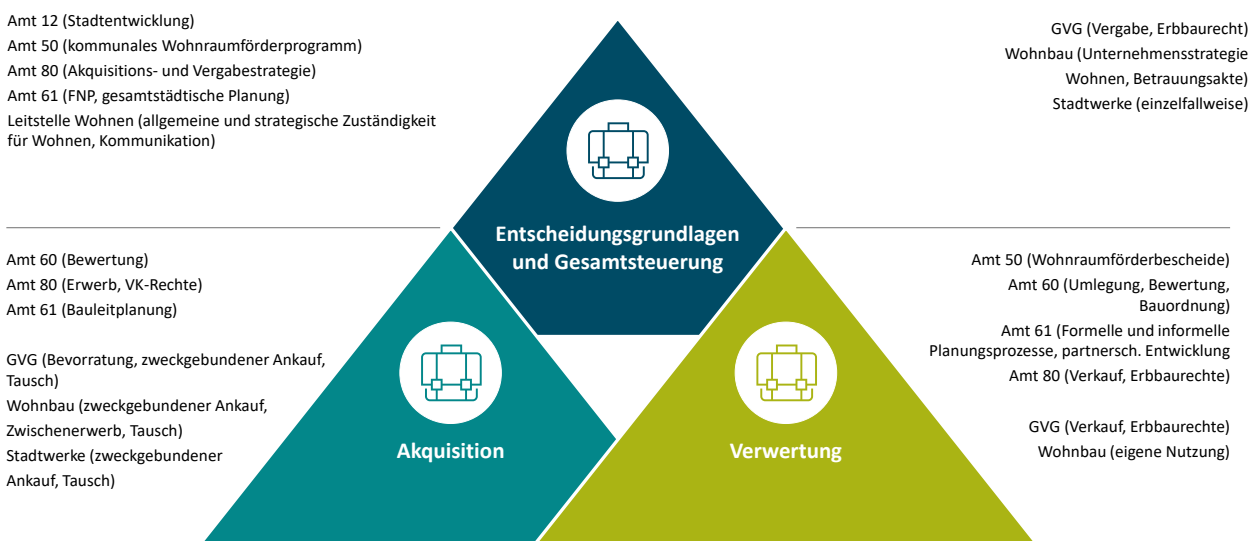 Amt 12 (Stadtentwicklung)
Amt 50 (kommunales Wohnraumförderprogramm)
Amt 80 (Akquisitions- und Vergabestrategie)
Amt 61 (FNP, gesamtstädtische Planung)
Leitstelle Wohnen (allgemeine und strategische Zuständigkeit
für Wohnen, Kommunikation)
GVG (Vergabe, Erbbaurecht)
Wohnbau (Unternehmensstrategie
Wohnen, Betrauungsakte)
Stadtwerke (einzelfallweise)
Entscheidungsgrundlagen
und Gesamtsteuerung
Amt 60 (Bewertung)
Amt 80 (Erwerb, VK-Rechte)
Amt 61 (Bauleitplanung)
GVG (Bevorratung, zweckgebundener Ankauf,
Tausch)
Wohnbau (zweckgebundener Ankauf,
Zwischenerwerb, Tausch)
Stadtwerke (zweckgebundener
Ankauf, Tausch)
Akquisition
Verwertung
Amt 50 (Wohnraumförderbescheide)
Amt 60 (Umlegung, Bewertung,
Bauordnung)
Amt 61 (Formelle und informelle
Planungsprozesse, partnersch. Entwicklung
Amt 80 (Verkauf, Erbbaurechte)
GVG (Verkauf, Erbbaurechte)
Wohnbau (eigene Nutzung)